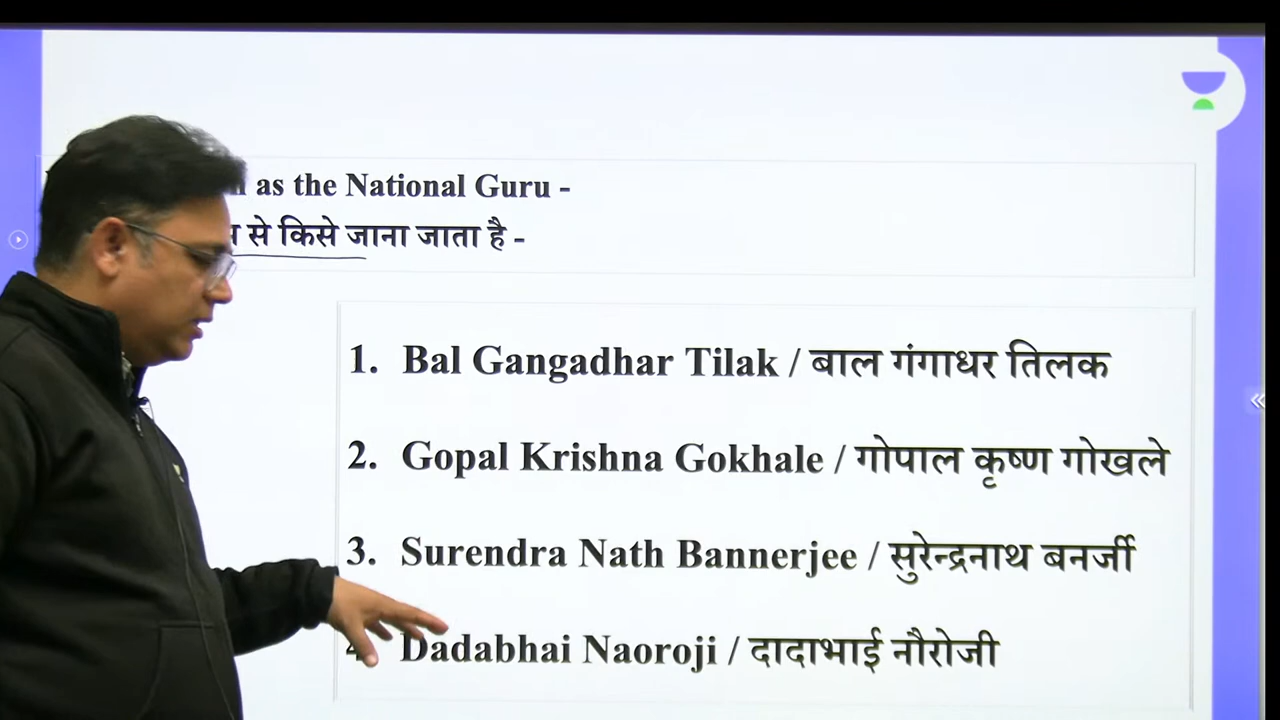 as the National Guru -
से किसे जाना जाता है -
1. Bal Gangadhar Tilak / बाल गंगाधर तिलक
2. Gopal Krishna Gokhale / गोपाल कृष्ण गोखले
3. Surendra Nath Bannerjee / सुरेन्द्रनाथ बनर्जी
4. Dadabhai Naoroji / दादाभाई नौरोजी